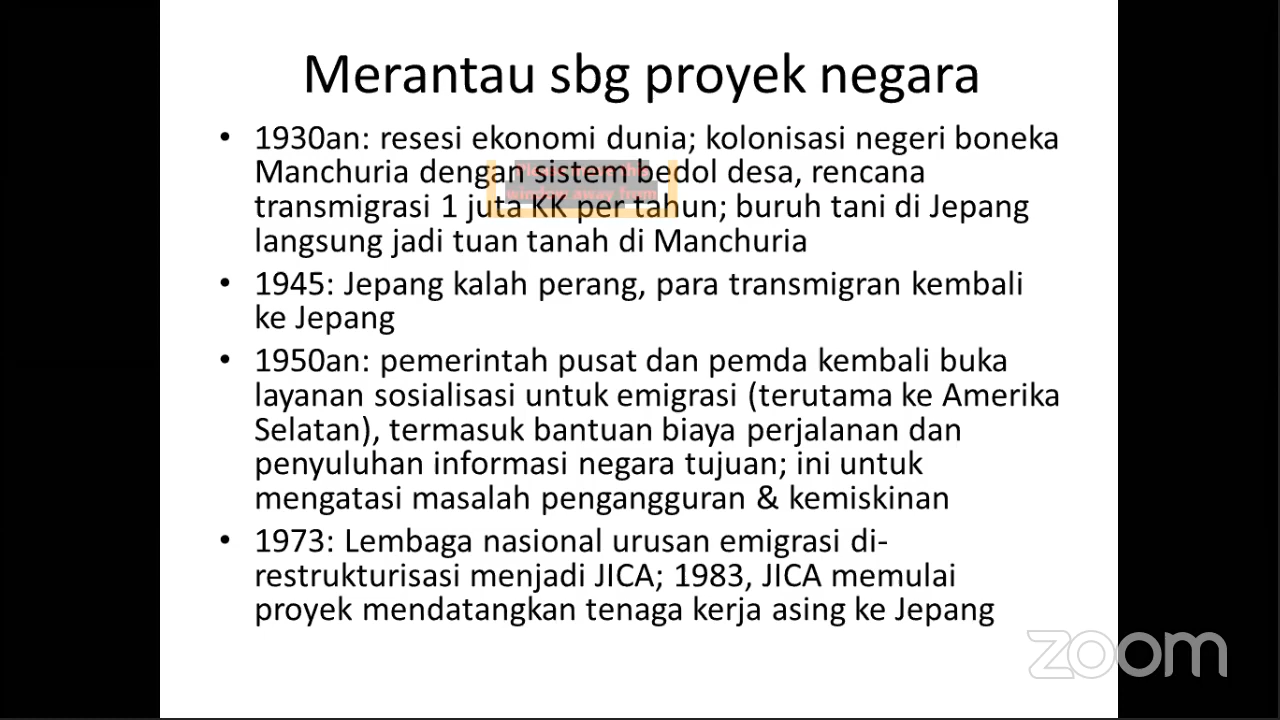 Merantau sbg proyek negara
• 1930an: resesi ekonomi dunia; kolonisasi negeri boneka
Manchuria dengan sistem bedol desa, rencana
transmigrasi 1 juta KK per tahun; buruh tani di Jepang
langsung jadi tuan tanah di Manchuria
• 1945: Jepang kalah perang, para transmigran kembali
ke Jepang
• 1950an: pemerintah pusat dan pemda kembali buka
layanan sosialisasi untuk emigrasi (terutama ke Amerika
Selatan), termasuk bantuan biaya perjalanan dan
penyuluhan informasi negara tujuan; ini untuk
mengatasi masalah pengangguran & kemiskinan
• 1973: Lembaga nasional urusan emigrasi di-
restrukturisasi menjadi JICA; 1983, JICA memulai
proyek mendatangkan tenaga kerja asing ke Jepang
zoom